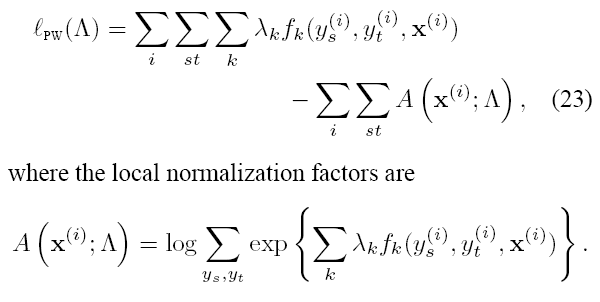 ℓ_PW(Λ) = ∑_i ∑_st ∑_k λ_k f_k(y_s^(i), y_t^(i), x^(i))
− ∑_i ∑_st A(x^(i); Λ), (23)
where the local normalization factors are
A(x^(i); Λ) = log ∑_{y_s,y_t} exp{∑_k λ_k f_k(y_s^(i), y_t^(i), x^(i))}.